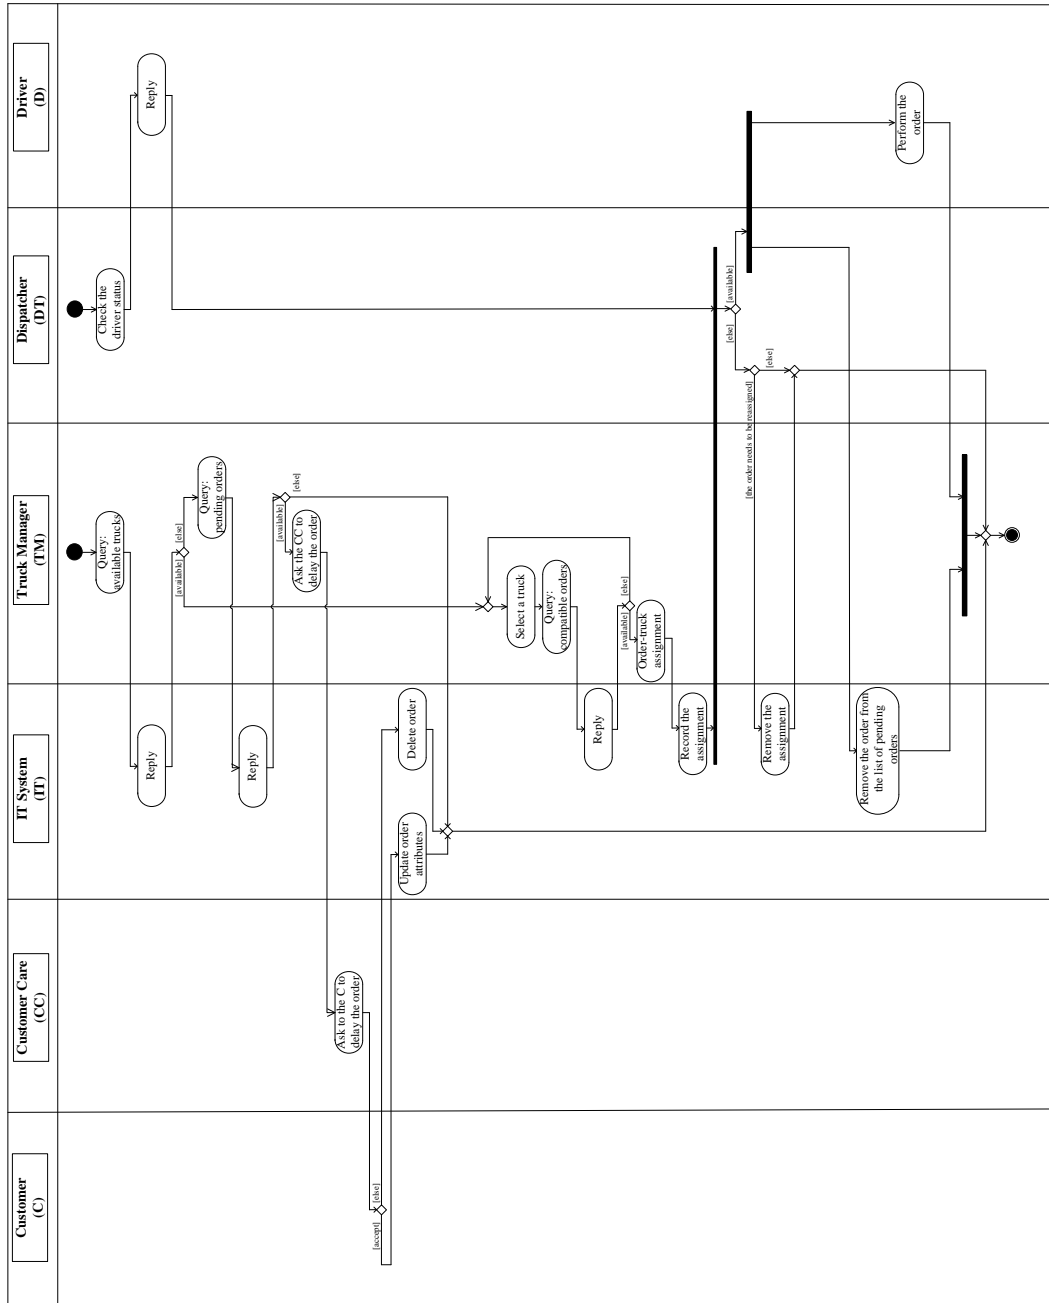 Customer
(C)
Customer Care
(CC)
IT System
(IT)
Truck Manager
(TM)
Dispatcher
(DT)
Driver
(D)
Check the
driver status
Reply
Query:
available trucks
Reply
[available]
[else]
Query:
pending orders
Reply
[available]
[else]
Ask the CC to
delay the order
Ask to the C to
delay the order
[accept]
[else]
Update order
attributes
Delete order
Select a truck
Query:
compatible orders
Reply
[available]
[else]
Order-truck
assignment
Record the
assignment
[else]
[available]
[the order needs to be reassigned]
[else]
Remove the
assignment
Remove the order from
the list of pending
orders
Perform the
order